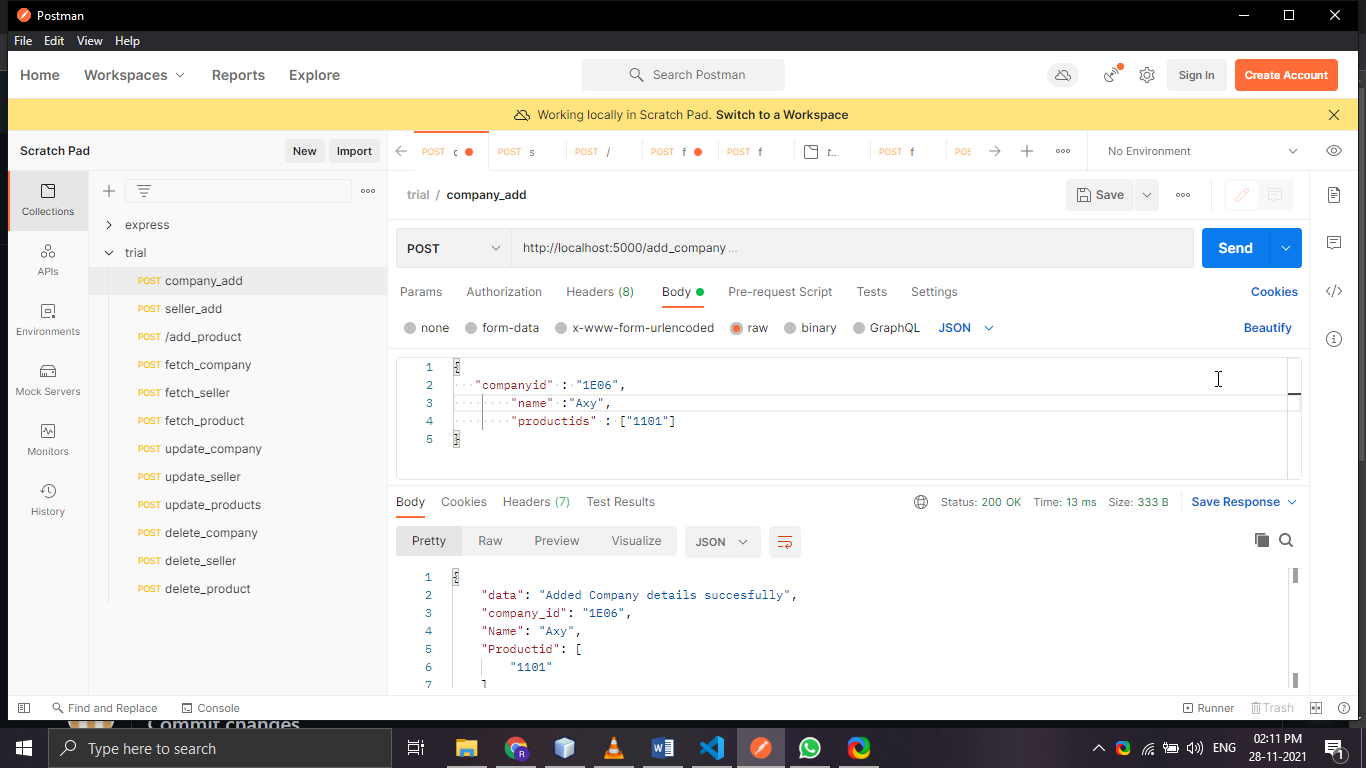 Postman
File Edit View Help
Home Workspaces Reports Explore Search Postman Sign In Create Account
Working locally in Scratch Pad. Switch to a Workspace
Scratch Pad New Import POST c POST s POST / POST f POST f t... POST f POS No Environment
trial / company_add Save
Collections
APIs
Environments
Mock Servers
Monitors
History
express
trial
POST company_add
POST seller_add
POST /add_product
POST fetch_company
POST fetch_seller
POST fetch_product
POST update_company
POST update_seller
POST update_products
POST delete_company
POST delete_seller
POST delete_product
POST http://localhost:5000/add_company ... Send
Params Authorization Headers (8) Body Pre-request Script Tests Settings Cookies
none form-data x-www-form-urlencoded raw binary GraphQL JSON Beautify
1 {
2 "companyid" : "1E06",
3 "name" :"Axy",
4 "productids" : ["1101"]
5 }
Body Cookies Headers (7) Test Results Status: 200 OK Time: 13 ms Size: 333 B Save Response
Pretty Raw Preview Visualize JSON
1 {
2 "data": "Added Company details succesfully",
3 "company_id": "1E06",
4 "Name": "Axy",
5 "Productid": [
6 "1101"
7 ]
Find and Replace Console Runner Trash
Commit changes
Type here to search ENG 02:11 PM
28-11-2021 1